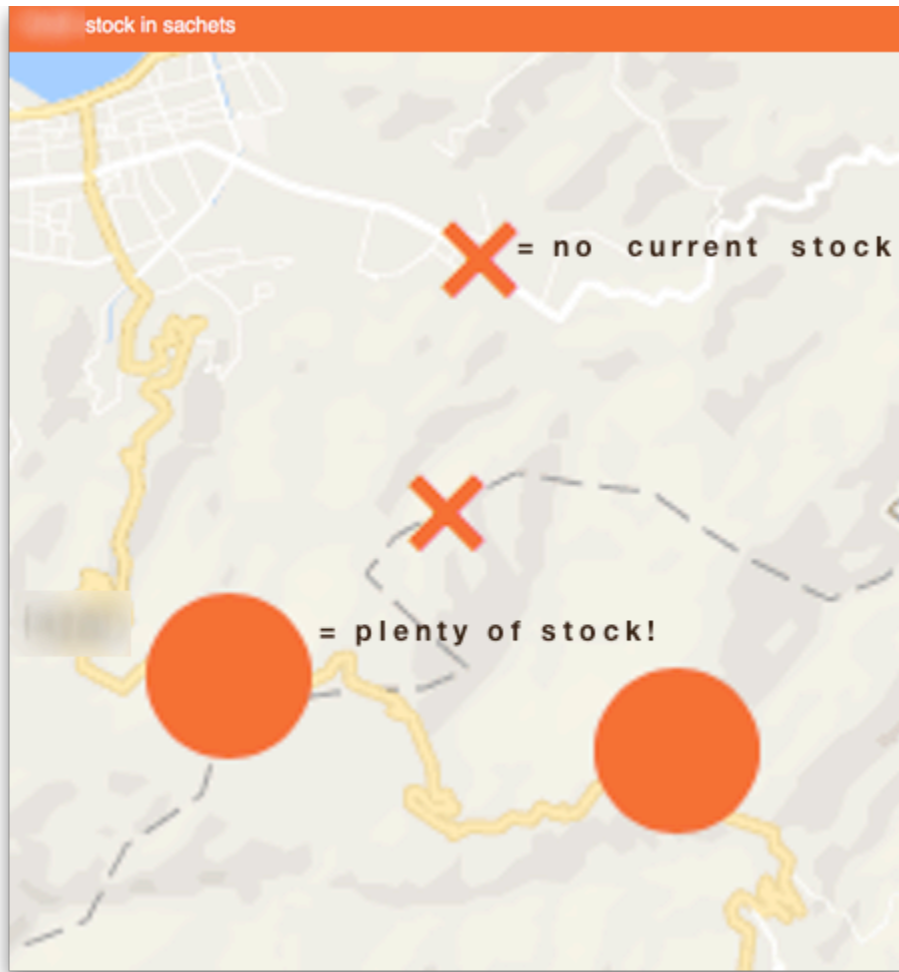 stock in sachets
= no current stock
= plenty of stock!